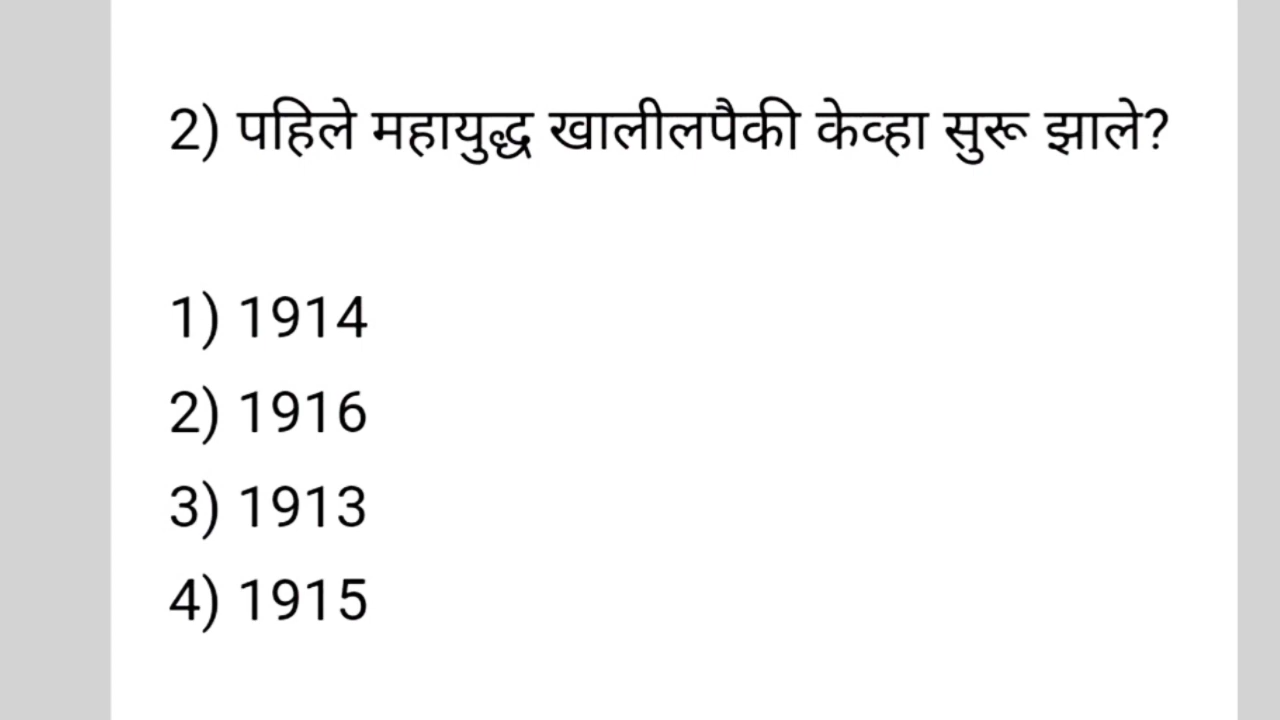 2) पहिले महायुद्ध खालीलपैकी केव्हा सुरू झाले?
1) 1914
2) 1916
3) 1913
4) 1915